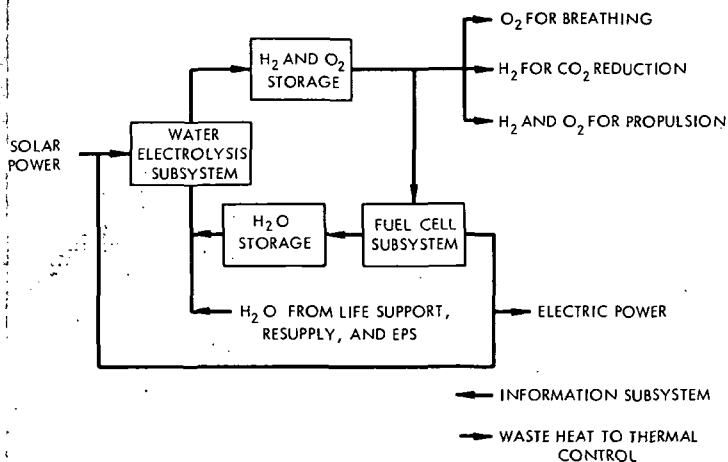 O2 FOR BREATHING
H2 AND O2
STORAGE
H2 FOR CO2 REDUCTION
H2 AND O2 FOR PROPULSION
SOLAR
POWER
WATER
ELECTROLYSIS
SUBSYSTEM
H2O
STORAGE
FUEL CELL
SUBSYSTEM
H2O FROM LIFE SUPPORT,
RESUPPLY, AND EPS
ELECTRIC POWER
INFORMATION SUBSYSTEM
WASTE HEAT TO THERMAL
CONTROL